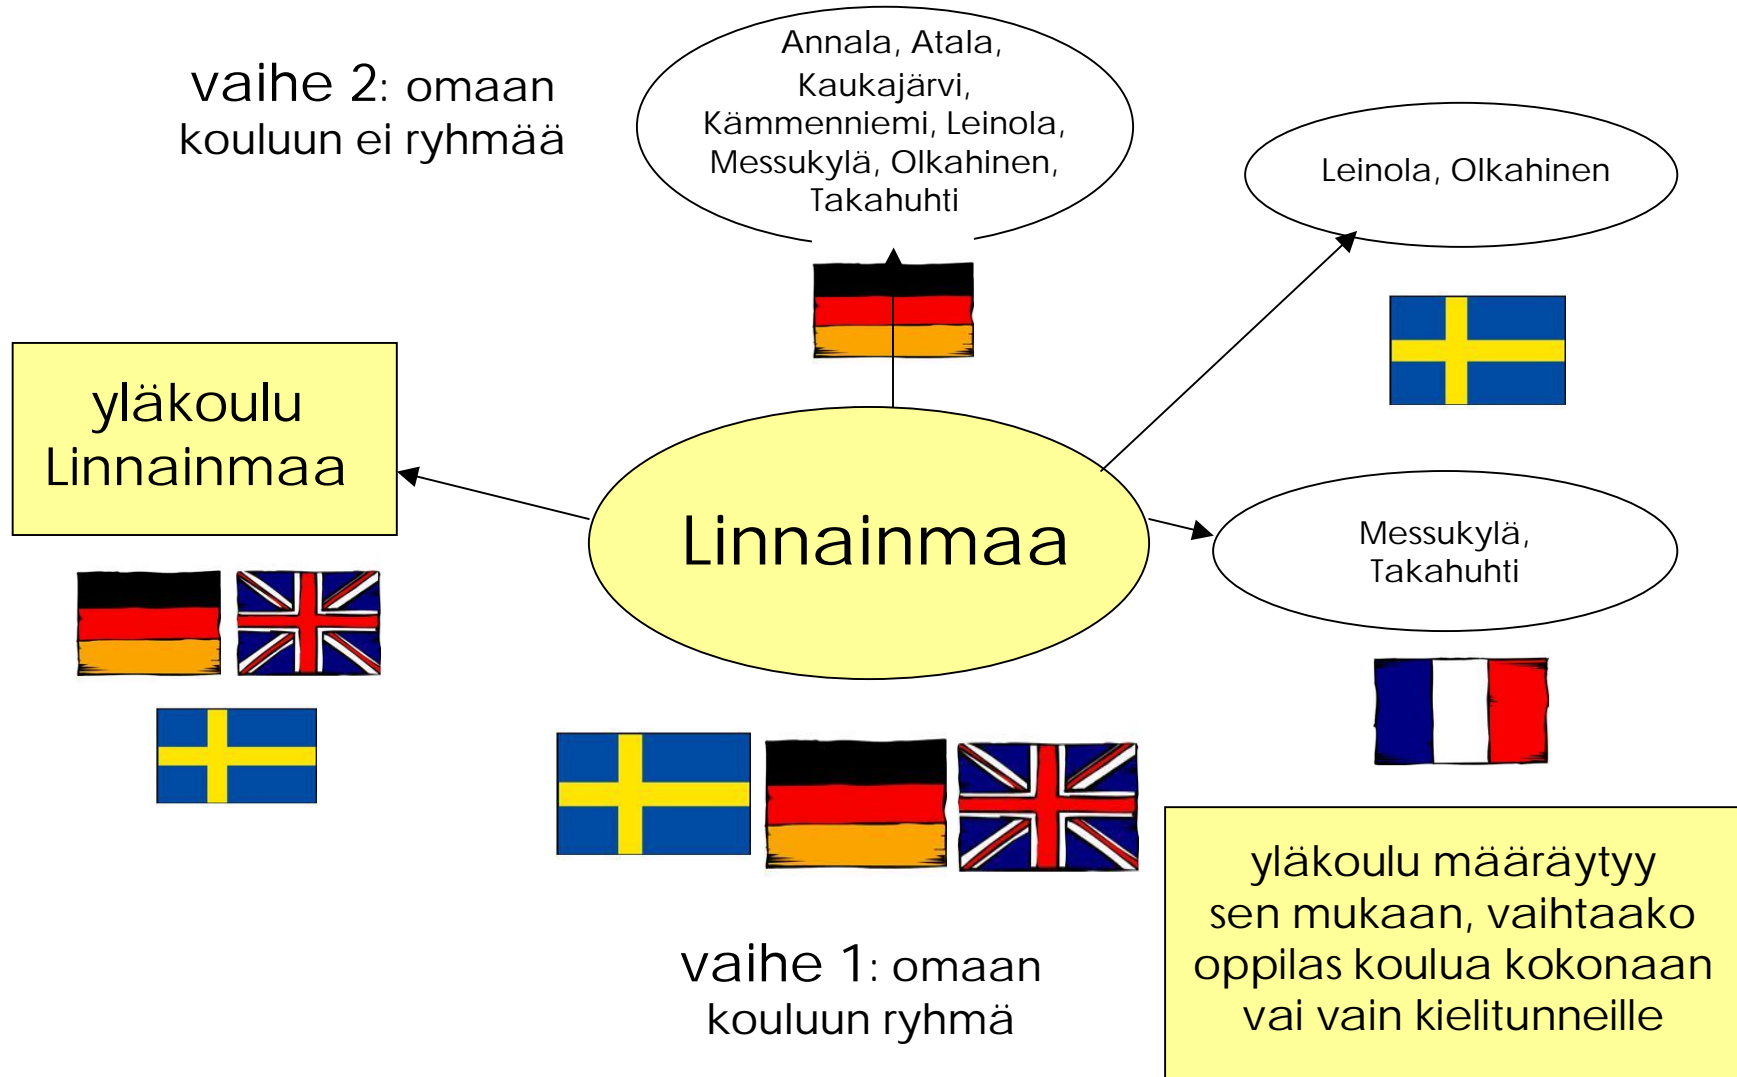 vaihe 2: omaan
kouluun ei ryhmää
Annala, Atala,
Kaukajärvi,
Kämmenniemi, Leinola,
Messukylä, Olkahinen,
Takahuhti
Leinola, Olkahinen
yläkoulu
Linnainmaa
Linnainmaa
Messukylä,
Takahuhti
vaihe 1: omaan
kouluun ryhmä
yläkoulu määräytyy
sen mukaan, vaihtaako
oppilas koulua kokonaan
vai vain kielitunneille